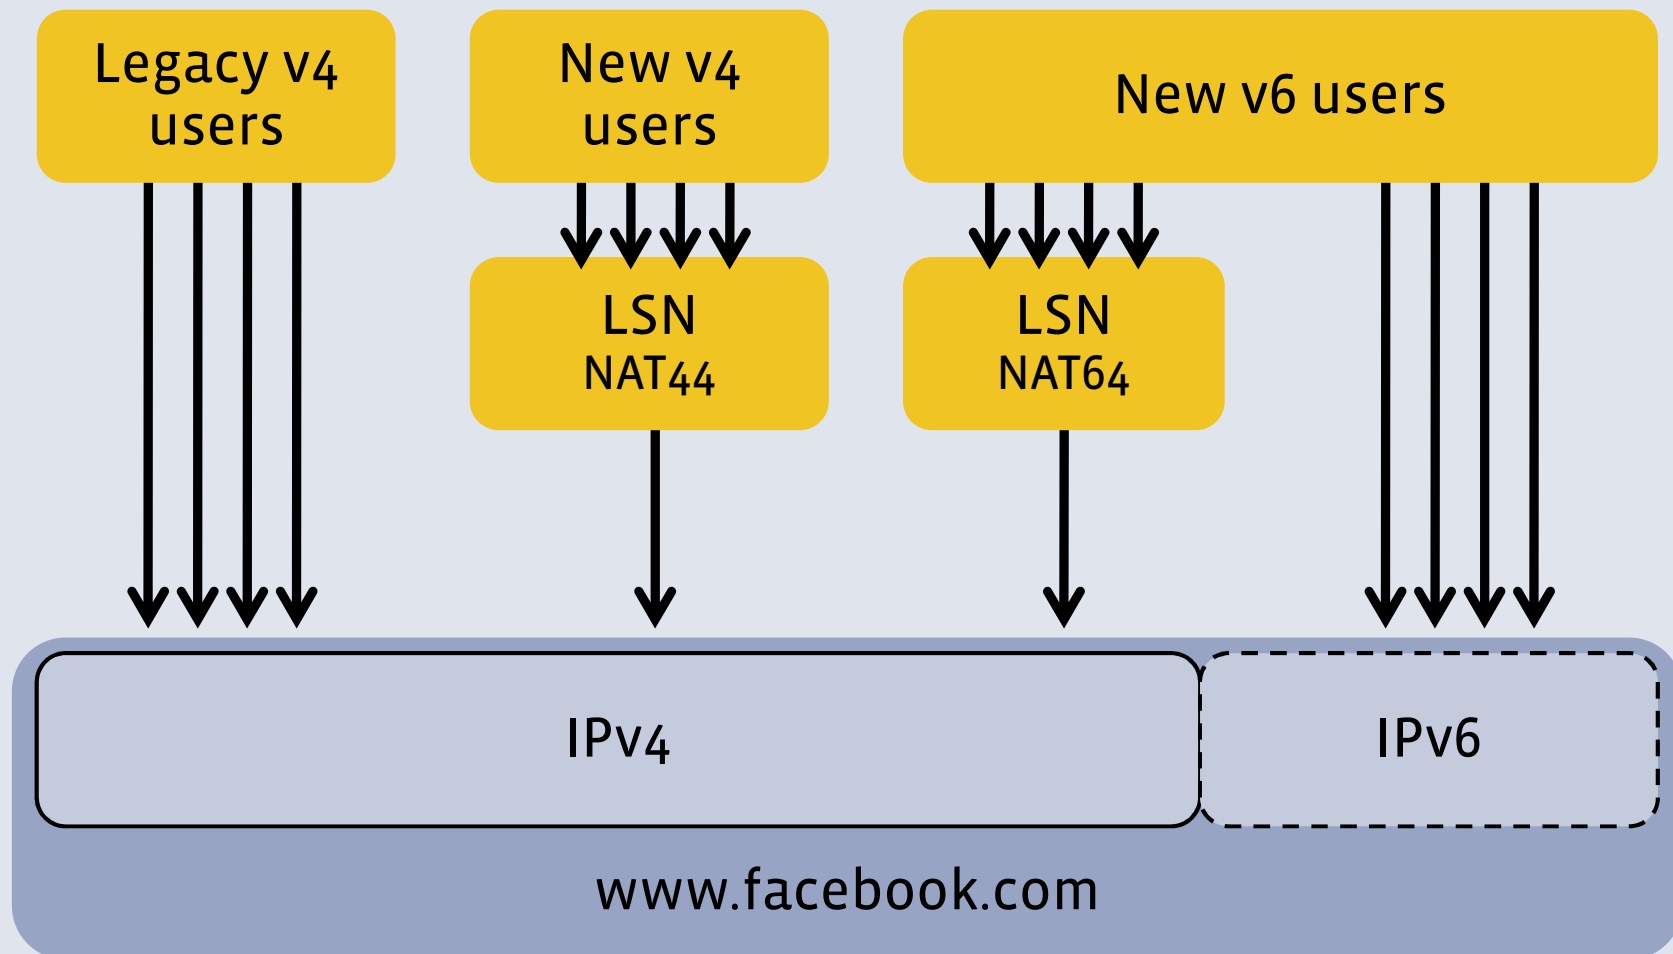 Legacy v4
users
New v4
users
New v6 users
LSN
NAT44
LSN
NAT64
IPv4
IPv6
www.facebook.com